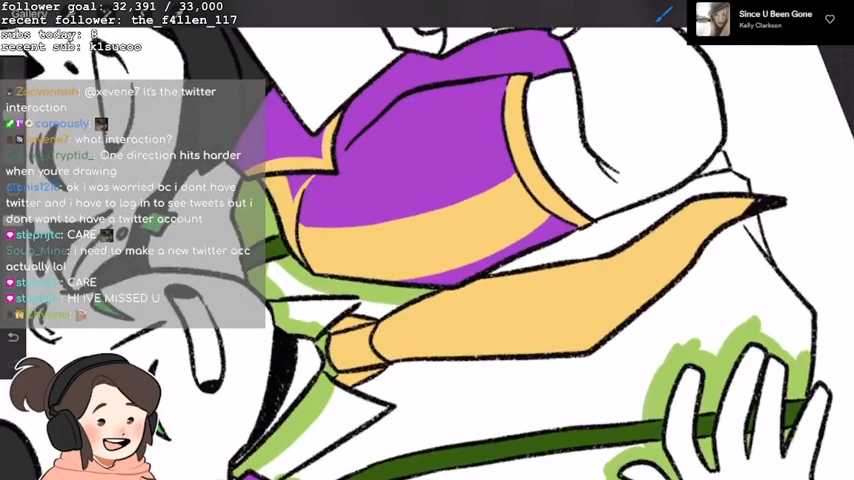 follower goal: 32,391 / 33,000
recent follower: the_f4llen_117
subs today: 8
recent sub: k1sucoo
Gallery
Since U Been Gone
Kelly Clarkson
@xevene7 It's the twitter
interaction
xevene7: what interaction?
One direction hits harder
when you're drawing
ok i was worried bc i dont have
twitter and i have to log in to see tweets but i
dont want to have a twitter account
CARE
Soup_Mine: i need to make a new twitter acc
actually lol
CARE
HI IVE MISSED U